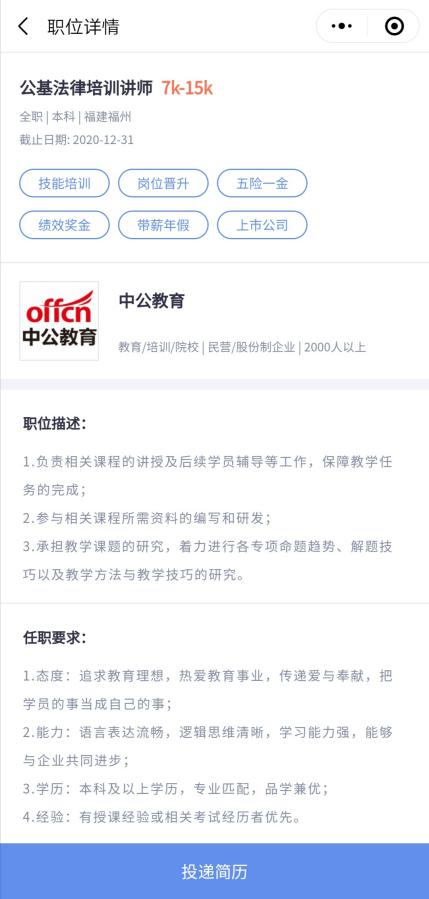 职位详情
公基法律培训讲师 7k-15k
全职 | 本科 | 福建福州
截止日期: 2020-12-31
技能培训 岗位晋升 五险一金
绩效奖金 带薪年假 上市公司
offcn
中公教育
中公教育
教育/培训/院校 | 民营/股份制企业 | 2000人以上
职位描述：
1.负责相关课程的讲授及后续学员辅导等工作，保障教学任
务的完成；
2.参与相关课程所需资料的编写和研发；
3.承担教学课题的研究，着力进行各专项命题趋势、解题技
巧以及教学方法与教学技巧的研究。
任职要求：
1.态度：追求教育理想，热爱教育事业，传递爱与奉献，把
学员的事当成自己的事；
2.能力：语言表达流畅，逻辑思维清晰，学习能力强，能够
与企业共同进步；
3.学历：本科及以上学历，专业匹配，品学兼优；
4.经验：有授课经验或相关考试经历者优先。
投递简历